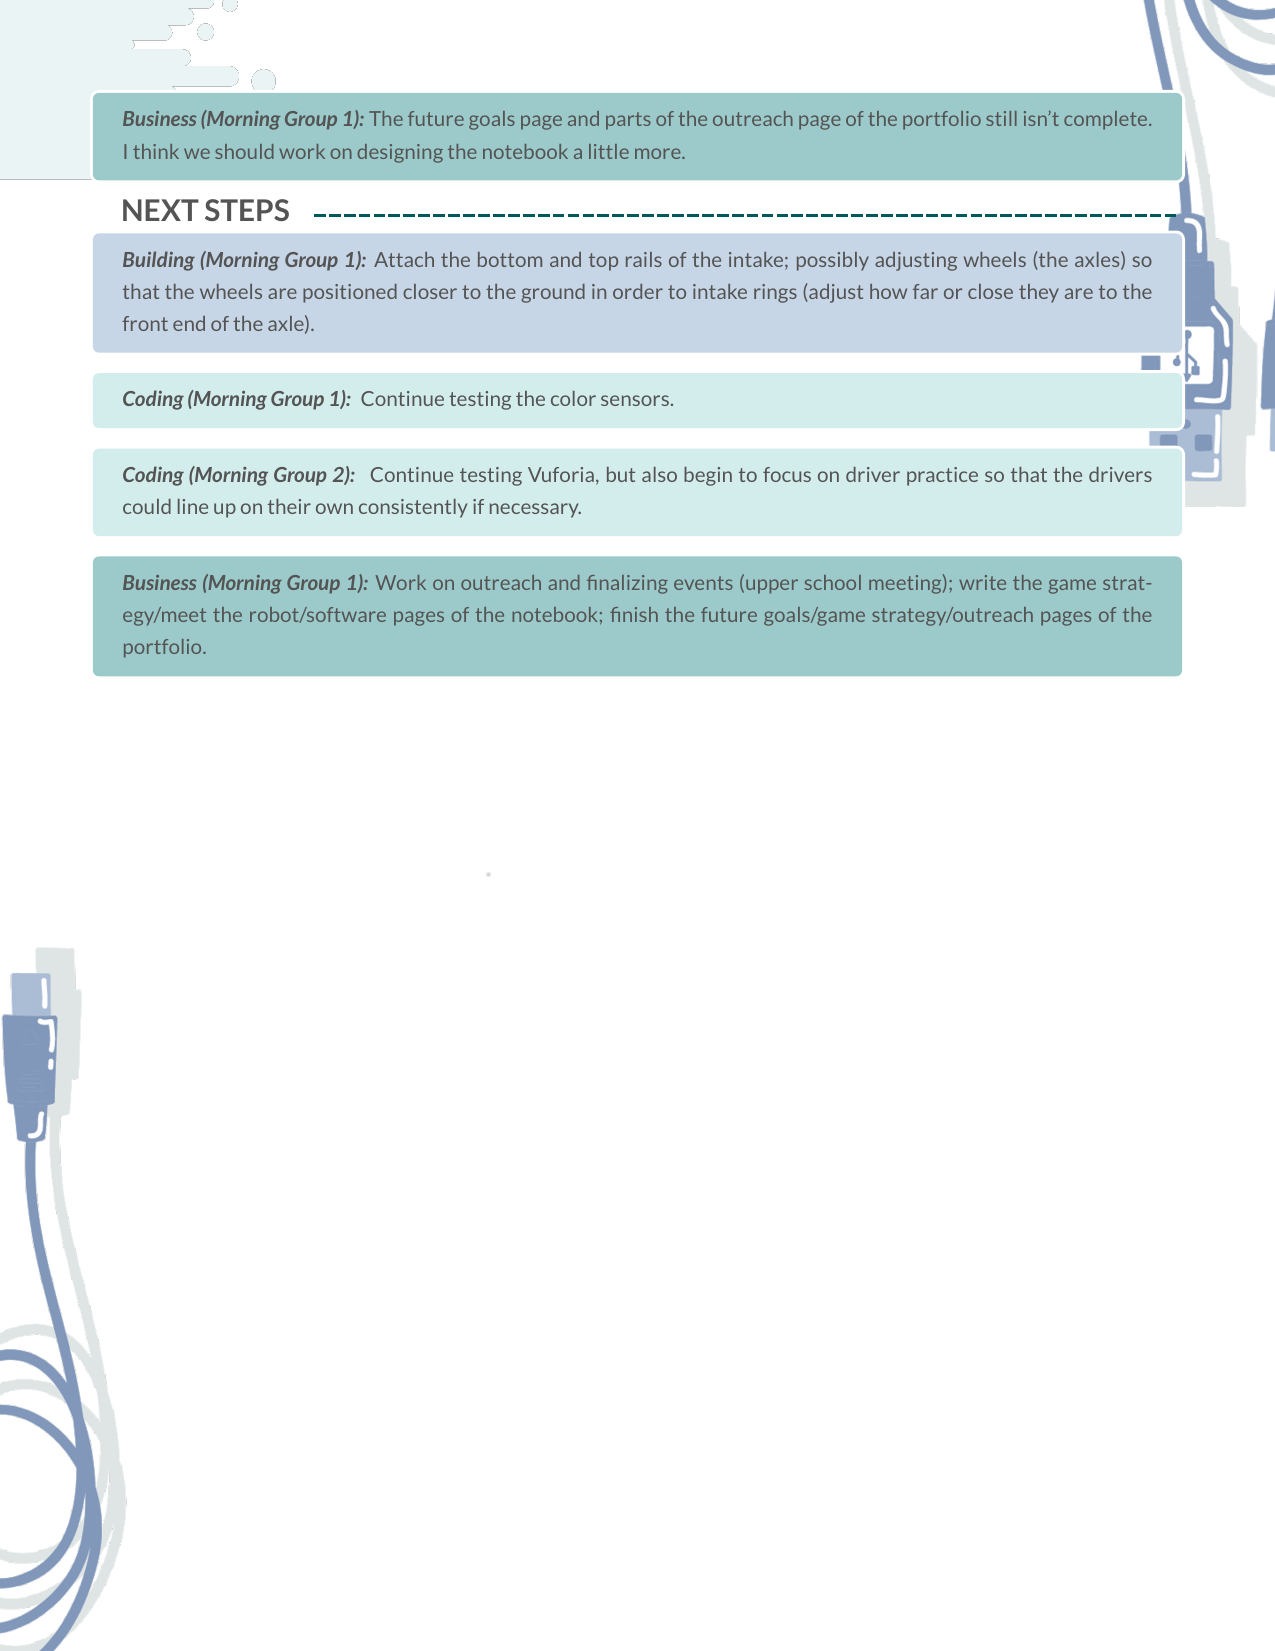 Business (Morning Group 1): The future goals page and parts of the outreach page of the portfolio still isn’t complete.
I think we should work on designing the notebook a little more.
NEXT STEPS
Building (Morning Group 1): Attach the bottom and top rails of the intake; possibly adjusting wheels (the axles) so
that the wheels are positioned closer to the ground in order to intake rings (adjust how far or close they are to the
front end of the axle).
Coding (Morning Group 1): Continue testing the color sensors.
Coding (Morning Group 2): Continue testing Vuforia, but also begin to focus on driver practice so that the drivers
could line up on their own consistently if necessary.
Business (Morning Group 1): Work on outreach and finalizing events (upper school meeting); write the game strat-
egy/meet the robot/software pages of the notebook; finish the future goals/game strategy/outreach pages of the
portfolio.